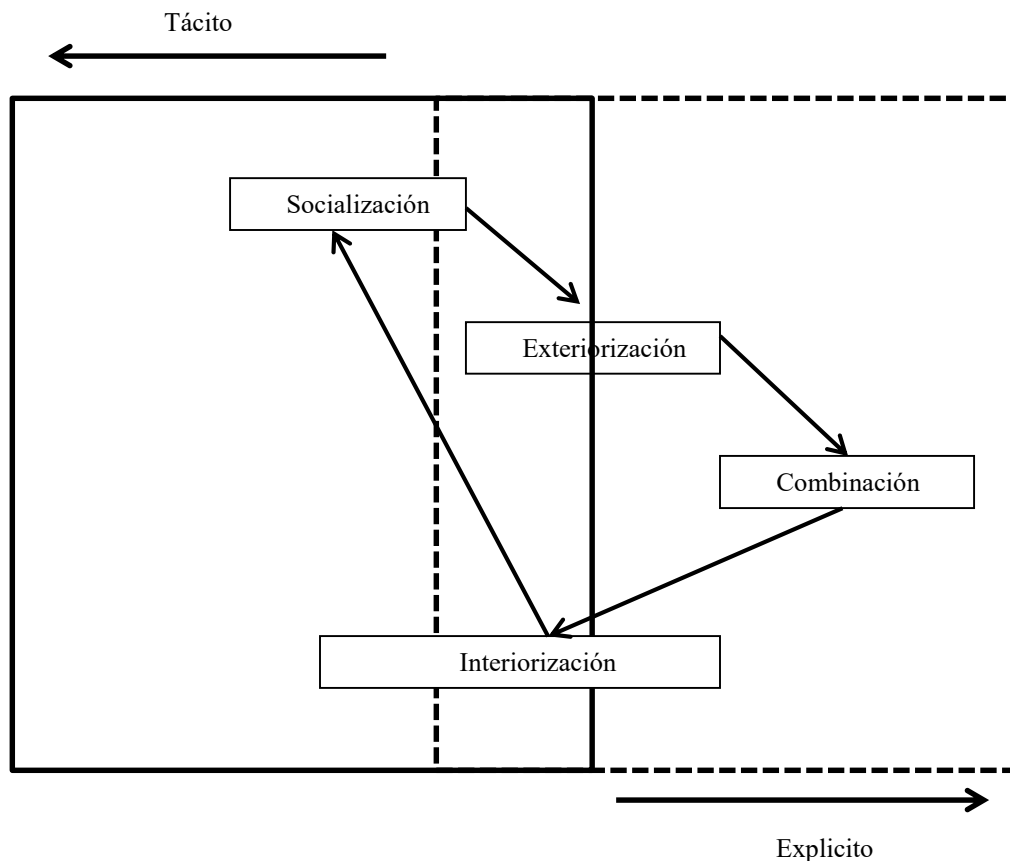 Tácito
Socialización
Exteriorización
Combinación
Interiorización
Explicito